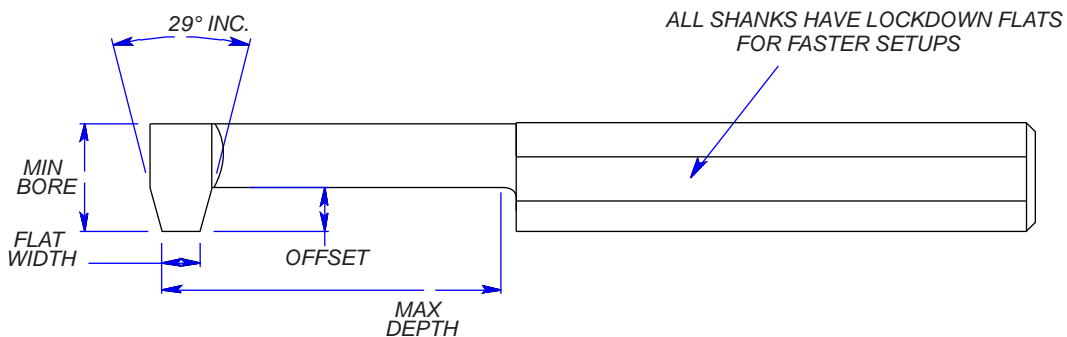 29° INC.
ALL SHANKS HAVE LOCKDOWN FLATS
FOR FASTER SETUPS
MIN
BORE
FLAT
WIDTH
OFFSET
MAX
DEPTH